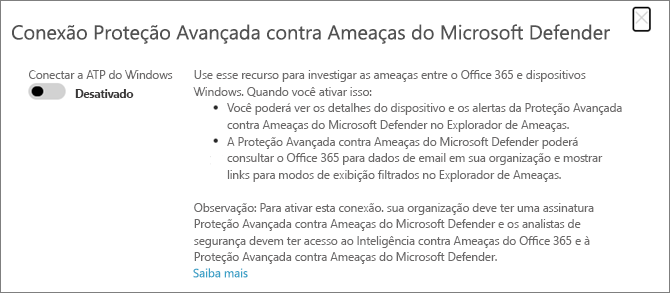 Conexão Proteção Avançada contra Ameaças do Microsoft Defender
Conectar a ATP do Windows
Desativado
Use esse recurso para investigar as ameaças entre o Office 365 e dispositivos
Windows. Quando você ativar isso:
• Você poderá ver os detalhes do dispositivo e os alertas da Proteção Avançada
contra Ameaças do Microsoft Defender no Explorador de Ameaças.
• A Proteção Avançada contra Ameaças do Microsoft Defender poderá
consultar o Office 365 para dados de email em sua organização e mostrar
links para modos de exibição filtrados no Explorador de Ameaças.
Observação: Para ativar esta conexão. sua organização deve ter uma assinatura
Proteção Avançada contra Ameaças do Microsoft Defender e os analistas de
segurança devem ter acesso ao Inteligência contra Ameaças do Office 365 e à
Proteção Avançada contra Ameaças do Microsoft Defender.
Saiba mais